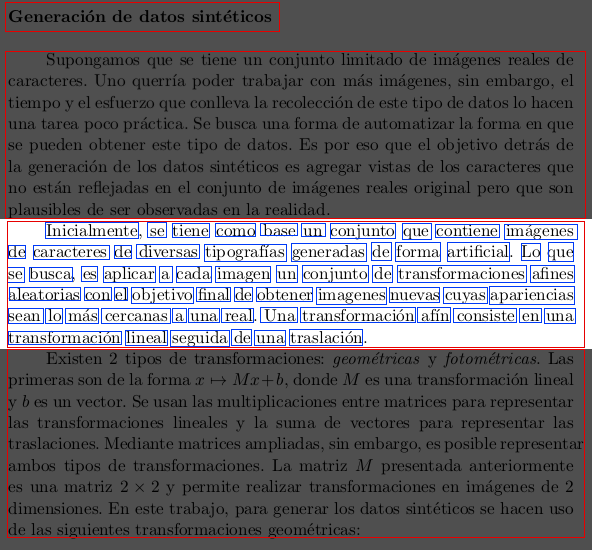 Generación de datos sintéticos
Supongamos que se tiene un conjunto limitado de imágenes reales de
caracteres. Uno querría poder trabajar con más imágenes, sin embargo, el
tiempo y el esfuerzo que conlleva la recolección de este tipo de datos lo hacen
una tarea poco práctica. Se busca una forma de automatizar la forma en que
se pueden obtener este tipo de datos. Es por eso que el objetivo detrás de
la generación de los datos sintéticos es agregar vistas de los caracteres que
no están reflejadas en el conjunto de imágenes reales original pero que son
plausibles de ser observadas en la realidad.
Inicialmente, se tiene como base un conjunto que contiene imágenes
de caracteres de diversas tipografías generadas de forma artificial. Lo que
se busca, es aplicar a cada imagen un conjunto de transformaciones afines
aleatorias con el objetivo final de obtener imagenes nuevas cuyas apariencias
sean lo más cercanas a una real. Una transformación afín consiste en una
transformación lineal seguida de una traslación.
Existen 2 tipos de transformaciones: geométricas y fotométricas. Las
primeras son de la forma x ↦ Mx + b, donde M es una transformación lineal
y b es un vector. Se usan las multiplicaciones entre matrices para representar
las transformaciones lineales y la suma de vectores para representar las
traslaciones. Mediante matrices ampliadas, sin embargo, es posible representar
ambos tipos de transformaciones. La matriz M presentada anteriormente
es una matriz 2 × 2 y permite realizar transformaciones en imágenes de 2
dimensiones. En este trabajo, para generar los datos sintéticos se hacen uso
de las siguientes transformaciones geométricas: